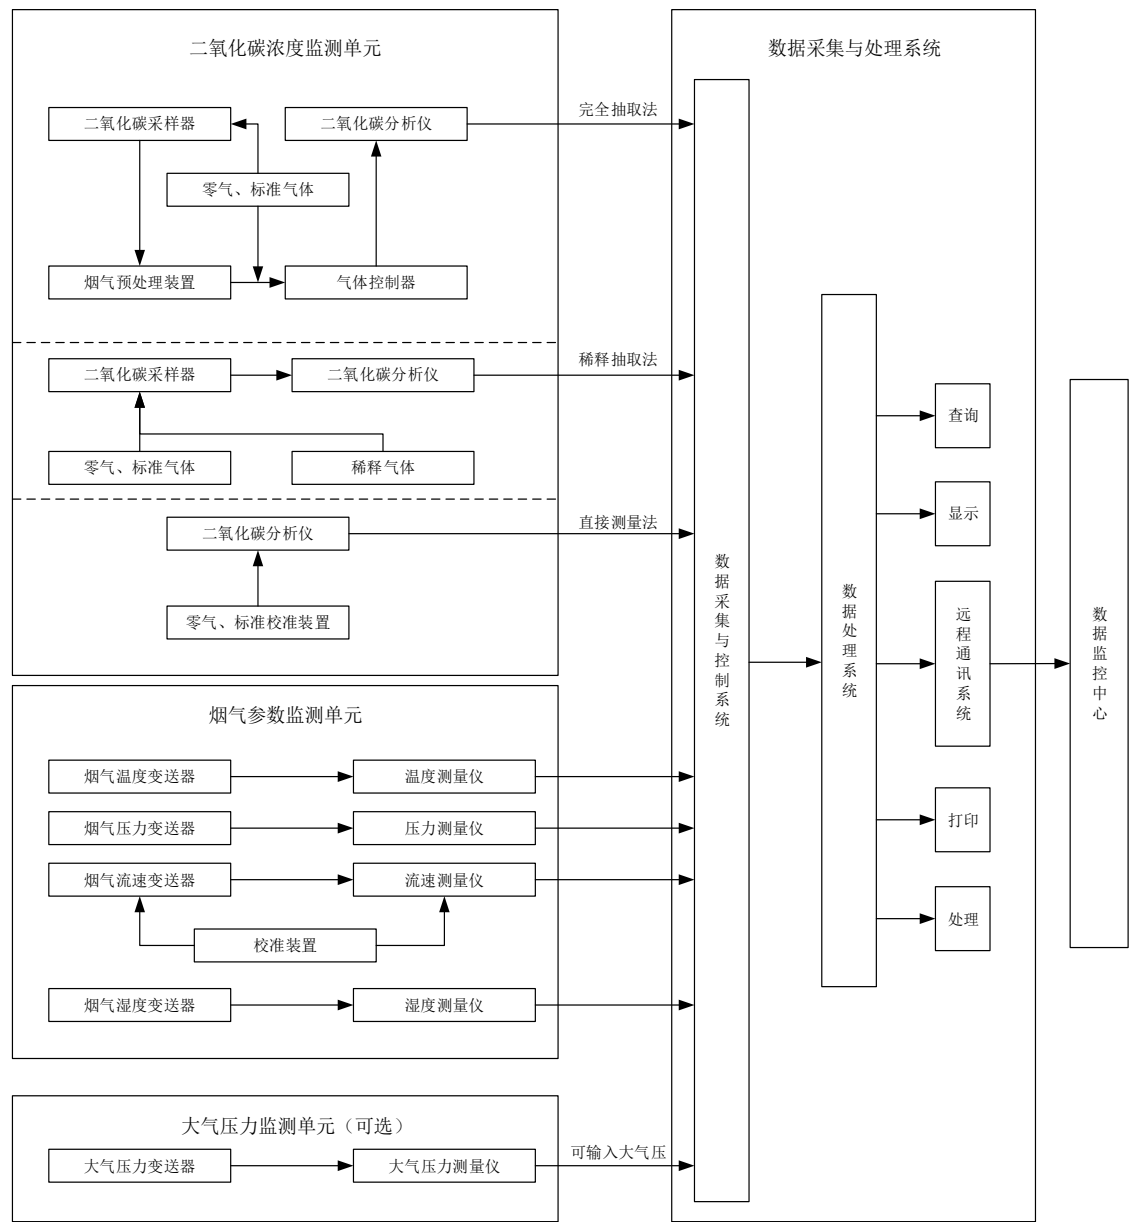 二氧化碳浓度监测单元
二氧化碳采样器
二氧化碳分析仪
零气、标准气体
烟气预处理装置
气体控制器
完全抽取法
二氧化碳采样器
二氧化碳分析仪
零气、标准气体
稀释气体
稀释抽取法
二氧化碳分析仪
零气、标准校准装置
直接测量法
烟气参数监测单元
烟气温度变送器
温度测量仪
烟气压力变送器
压力测量仪
烟气流速变送器
流速测量仪
校准装置
烟气湿度变送器
湿度测量仪
大气压力监测单元（可选）
大气压力变送器
大气压力测量仪
可输入大气压
数据采集与处理系统
数据采集与控制系统
数据处理系统
查询
显示
远程通讯系统
打印
处理
数据监控中心